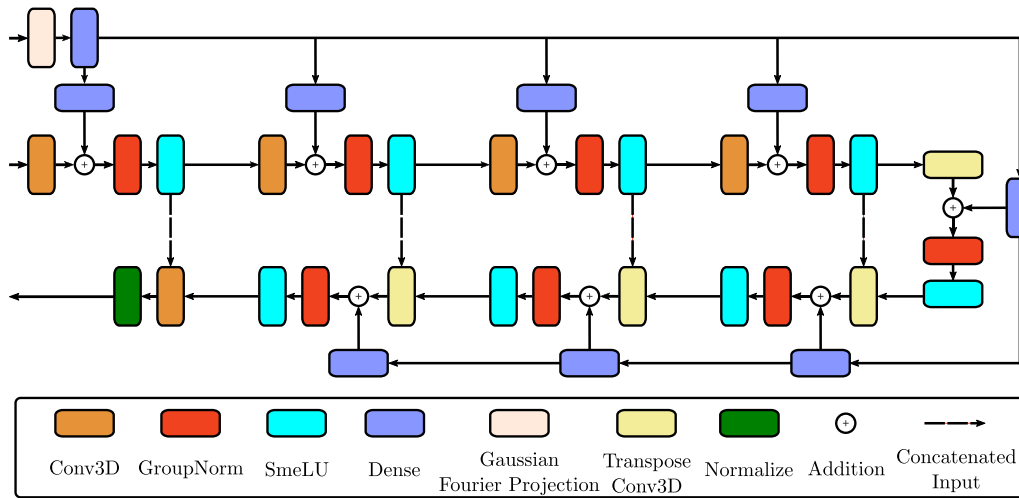 Conv3D
GroupNorm
SmeLU
Dense
Gaussian
Fourier Projection
Transpose
Conv3D
Normalize
Addition
Concatenated
Input